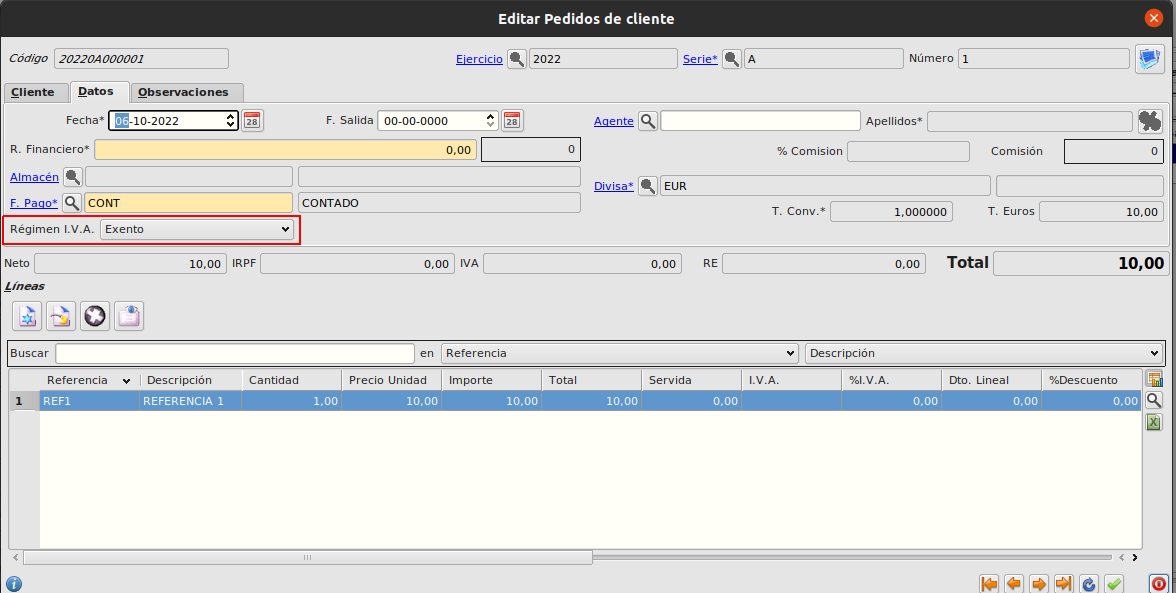 Editar Pedidos de cliente
Código 20220A000001 Ejercicio 2022 Serie* A Número 1
Cliente Datos Observaciones
Fecha* 06-10-2022 28 F. Salida 00-00-0000 28 Agente Apellidos*
R. Financiero* 0,00 0 % Comision Comisión 0
Almacén
Divisa* EUR
F. Pago* CONT CONTADO
T. Conv.* 1,000000 T. Euros 10,00
Régimen I.V.A. Exento
Neto 10,00 IRPF 0,00 IVA 0,00 RE 0,00 Total 10,00
Líneas
Buscar en Referencia Descripción
Referencia Descripción Cantidad Precio Unidad Importe Total Servida I.V.A. %I.V.A. Dto. Lineal %Descuento
1 REF1 REFERENCIA 1 1,00 10,00 10,00 10,00 0,00 0,00 0,00 0,00